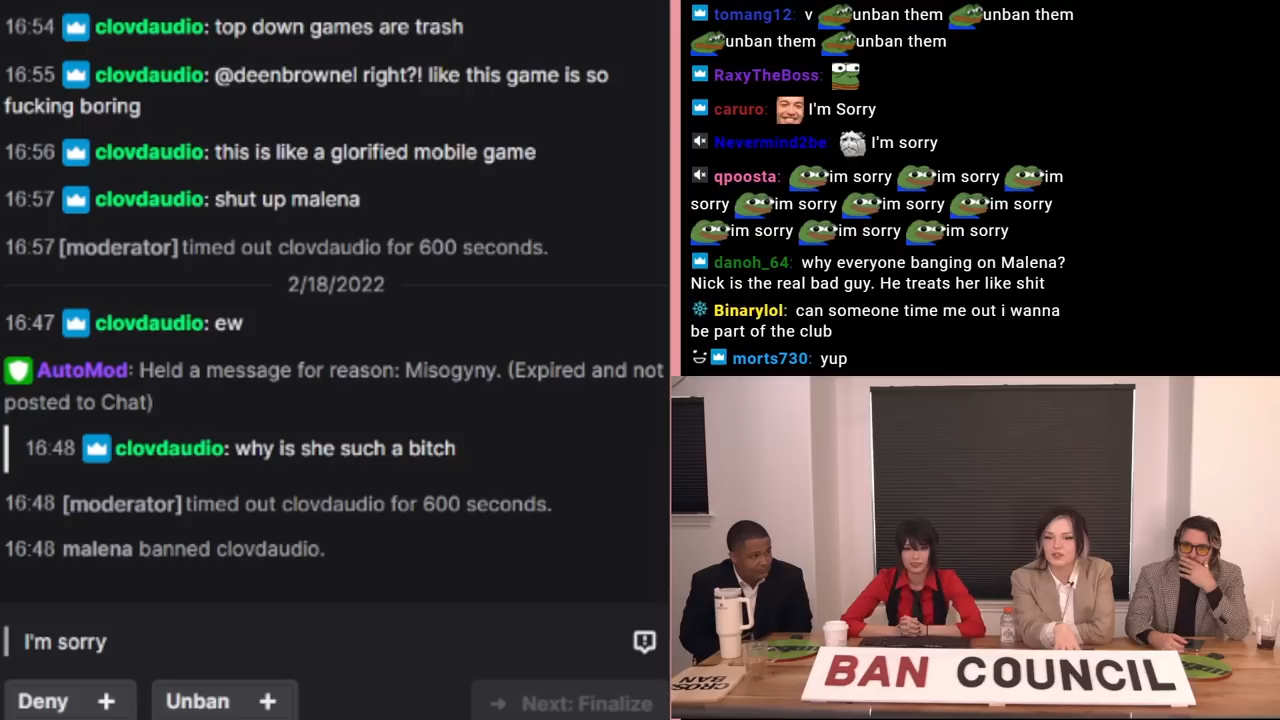 16:54 clovdaudio: top down games are trash
16:55 clovdaudio: @deenbrownel right?! like this game is so
fucking boring
16:56 clovdaudio: this is like a glorified mobile game
16:57 clovdaudio: shut up malena
16:57 [moderator] timed out clovdaudio for 600 seconds.
2/18/2022
16:47 clovdaudio: ew
AutoMod: Held a message for reason: Misogyny. (Expired and not
posted to Chat)
16:48 clovdaudio: why is she such a bitch
16:48 [moderator] timed out clovdaudio for 600 seconds.
16:48 malena banned clovdaudio.
I'm sorry
Deny +
Unban +
Next: Finalize
tomang12: v unban them unban them
unban them unban them
RaxyTheBoss:
caruro: I'm Sorry
Nevermind2be I'm sorry
qpoosta: im sorry im sorry im
sorry im sorry im sorry im sorry
im sorry im sorry im sorry
danoh_64: why everyone banging on Malena?
Nick is the real bad guy. He treats her like shit
Binarylol: can someone time me out i wanna
be part of the club
morts730: yup
BAN COUNCIL
BAN